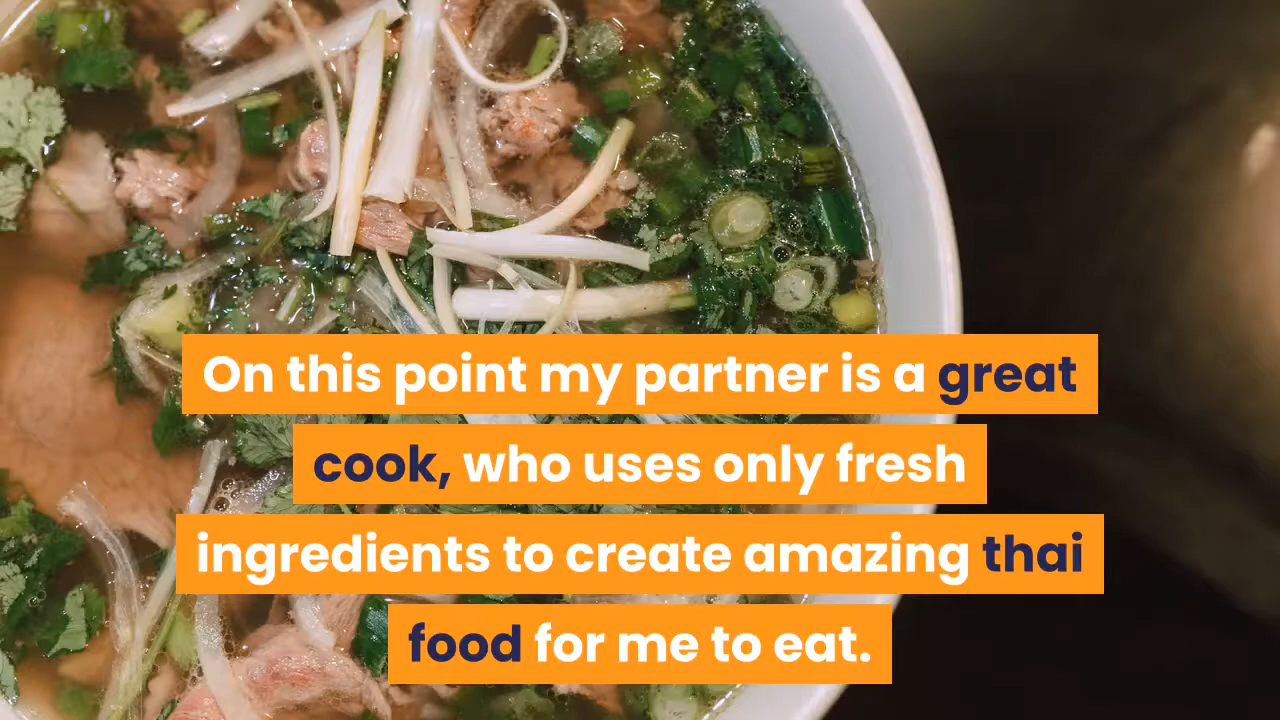 On this point my partner is a great
cook, who uses only fresh
ingredients to create amazing thai
food for me to eat.